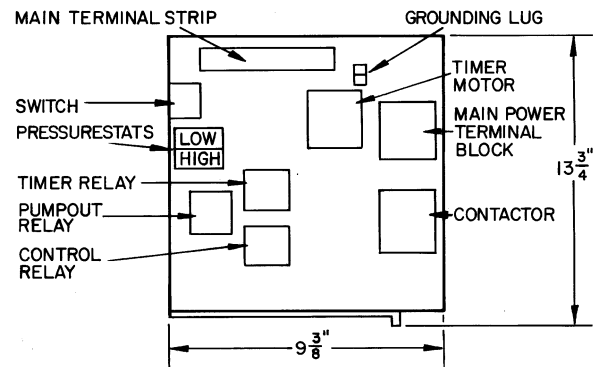 MAIN TERMINAL STRIP
GROUNDING LUG
TIMER
MOTOR
SWITCH
MAIN POWER
TERMINAL
BLOCK
PRESSURESTATS
LOW
HIGH
13 3/4"
TIMER RELAY
PUMPOUT
RELAY
CONTACTOR
CONTROL
RELAY
9 3/8"